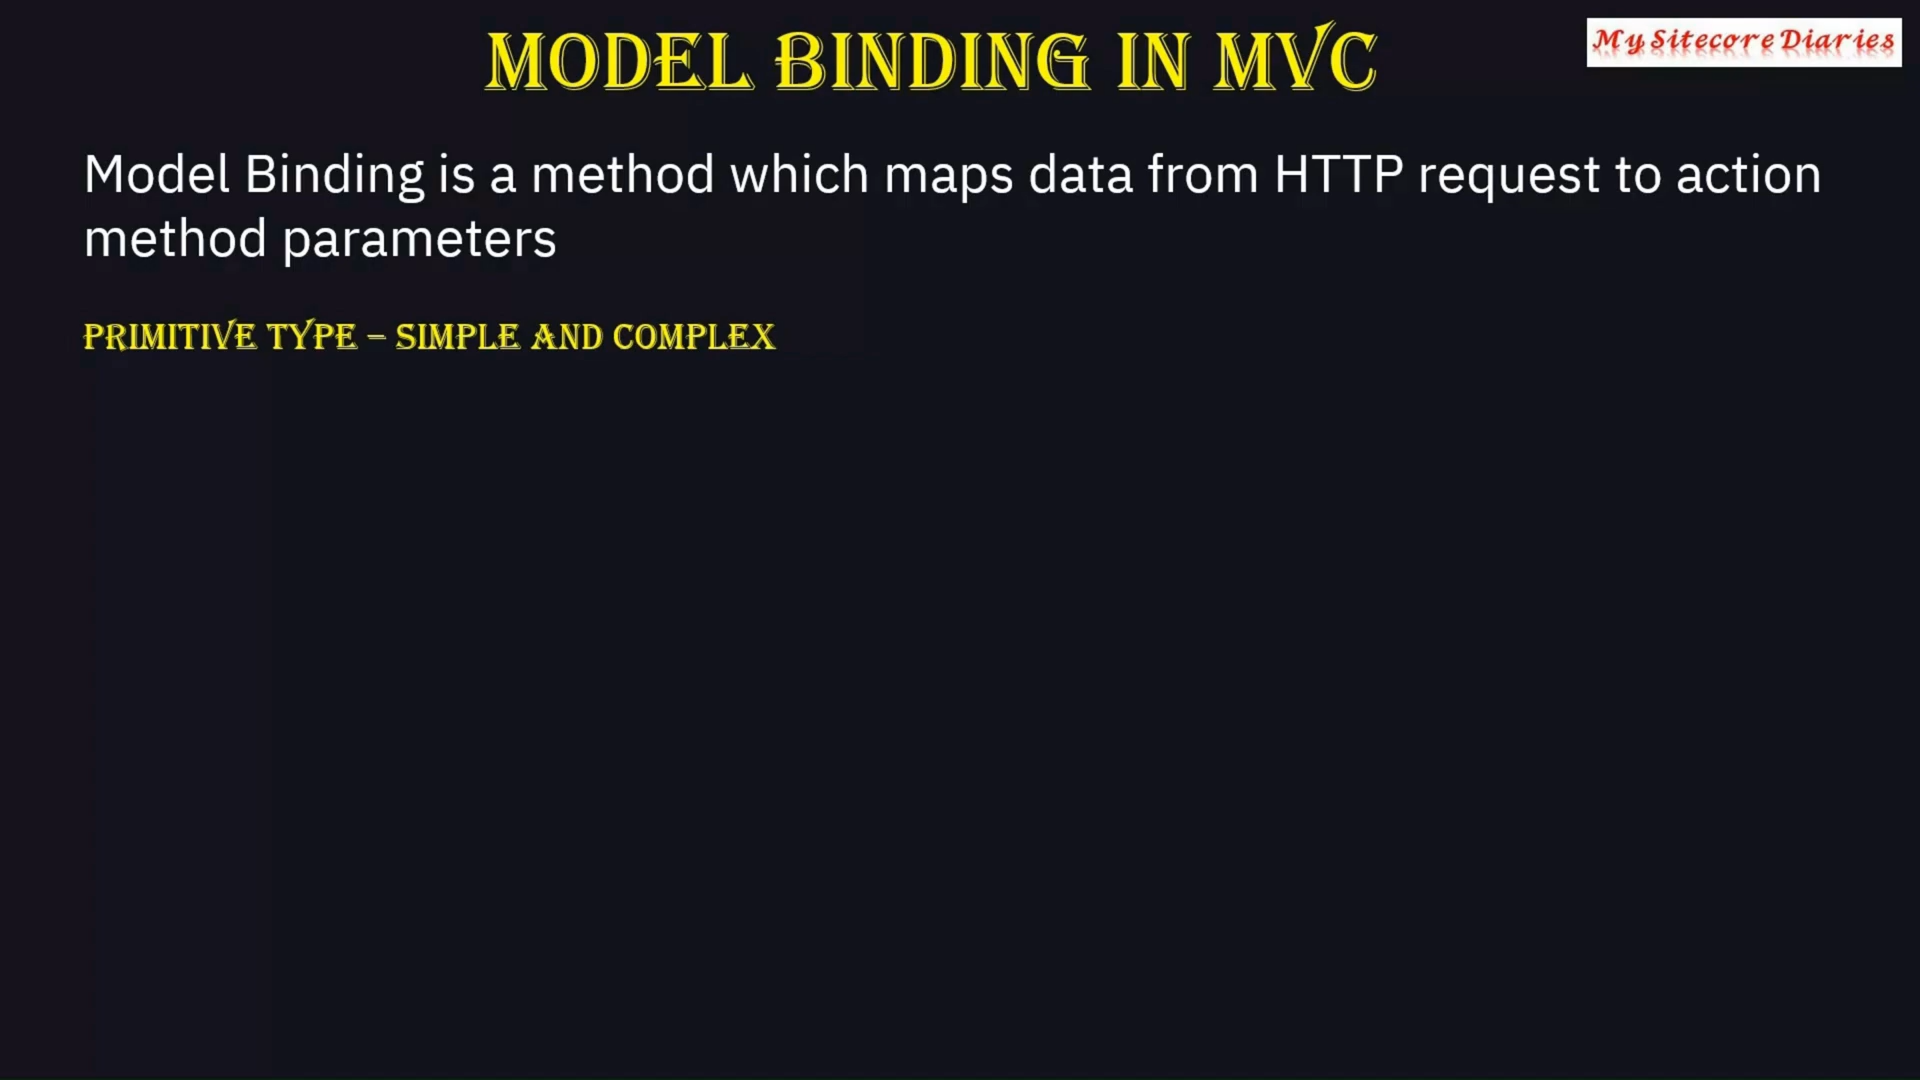 MODEL BINDING IN MVC
My Sitecore Diaries
Model Binding is a method which maps data from HTTP request to action
method parameters
PRIMITIVE TYPE – SIMPLE AND COMPLEX